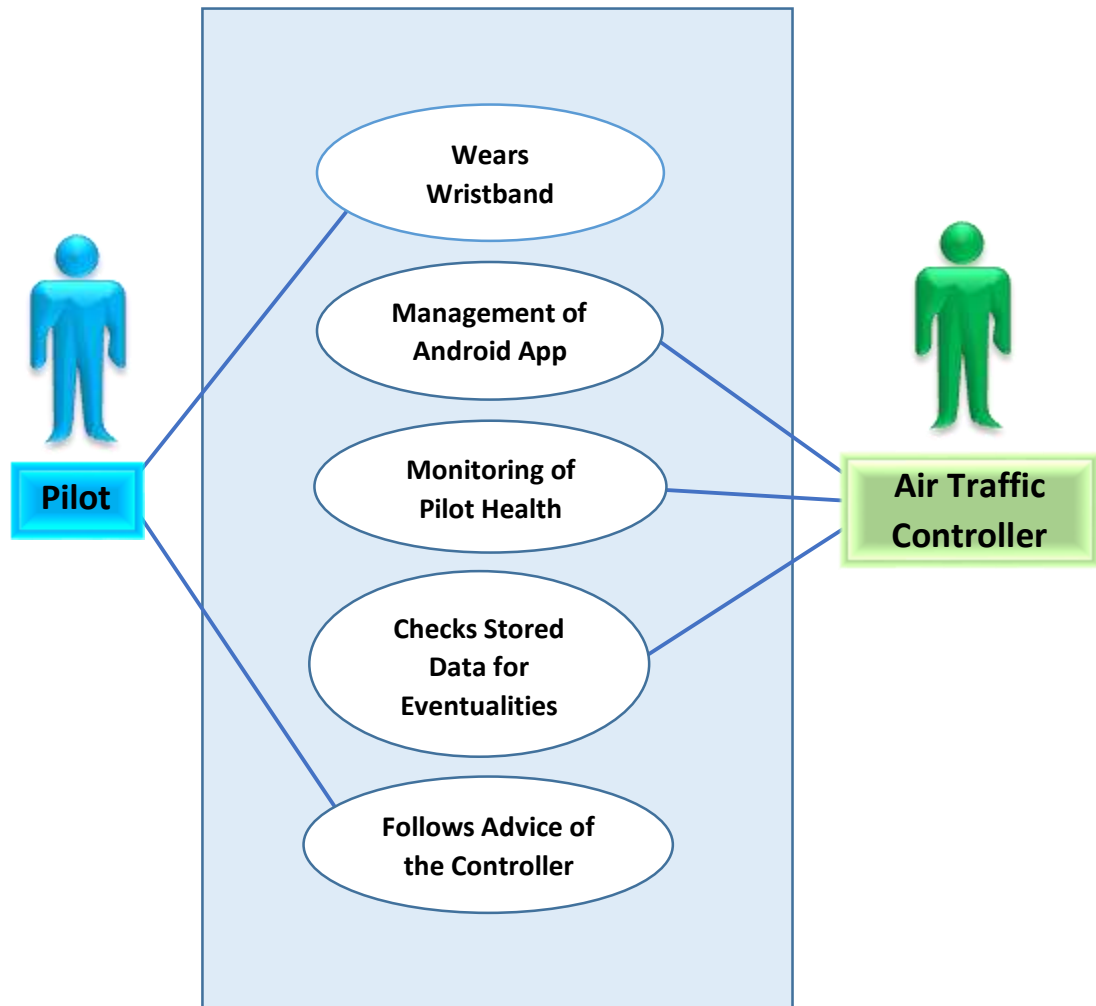 Wears
Wristband
Management of
Android App
Monitoring of
Pilot Health
Pilot
Air Traffic
Controller
Checks Stored
Data for
Eventualities
Follows Advice of
the Controller